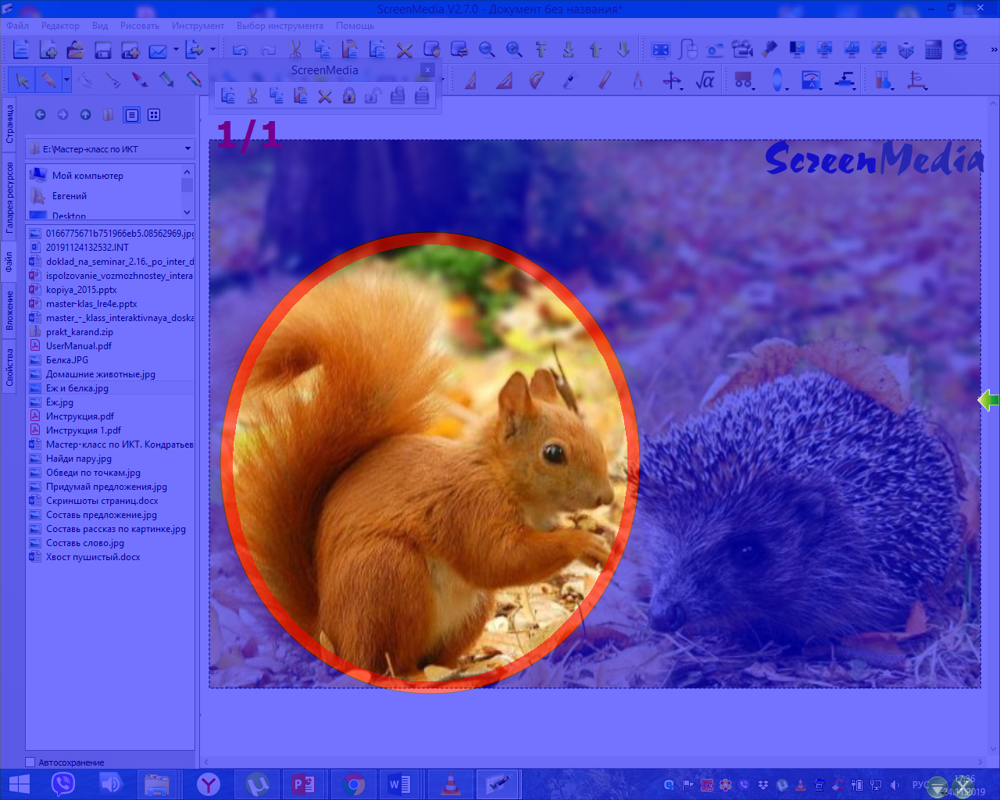 ScreenMedia V2.7.0 - Документ без названия*
Файл Редактор Вид Рисовать Инструмент Выбор инструмента Помощь
ScreenMedia
1/1
ScreenMedia
Страница
Галарея ресурсов
Файл
Вложение
Свойства
E:\Мастер-класс по ИКТ
Мой компьютер
Евгений
Desktop
0166775671b751966eb5.08562969.jpg
20191124132532.INT
doklad_na_seminar_2.16._po_inter_d
ispolzovanie_vozmozhnostey_intera
kopiya_2015.pptx
master-klas_lre4e.pptx
master_-_klass_interaktivnaya_doska
prakt_karand.zip
UserManual.pdf
Белка.JPG
Домашние животные.jpg
Еж и белка.jpg
Ёж.jpg
Инструкция.pdf
Инструкция 1.pdf
Мастер-класс по ИКТ. Кондратьев
Найди пару.jpg
Обведи по точкам.jpg
Придумай предложения.jpg
Скриншоты страниц.docx
Составь предложение.jpg
Составь рассказ по картинке.jpg
Составь слово.jpg
Хвост пушистый.docx
Автосохранение
РУС
17:36
24.11.2019